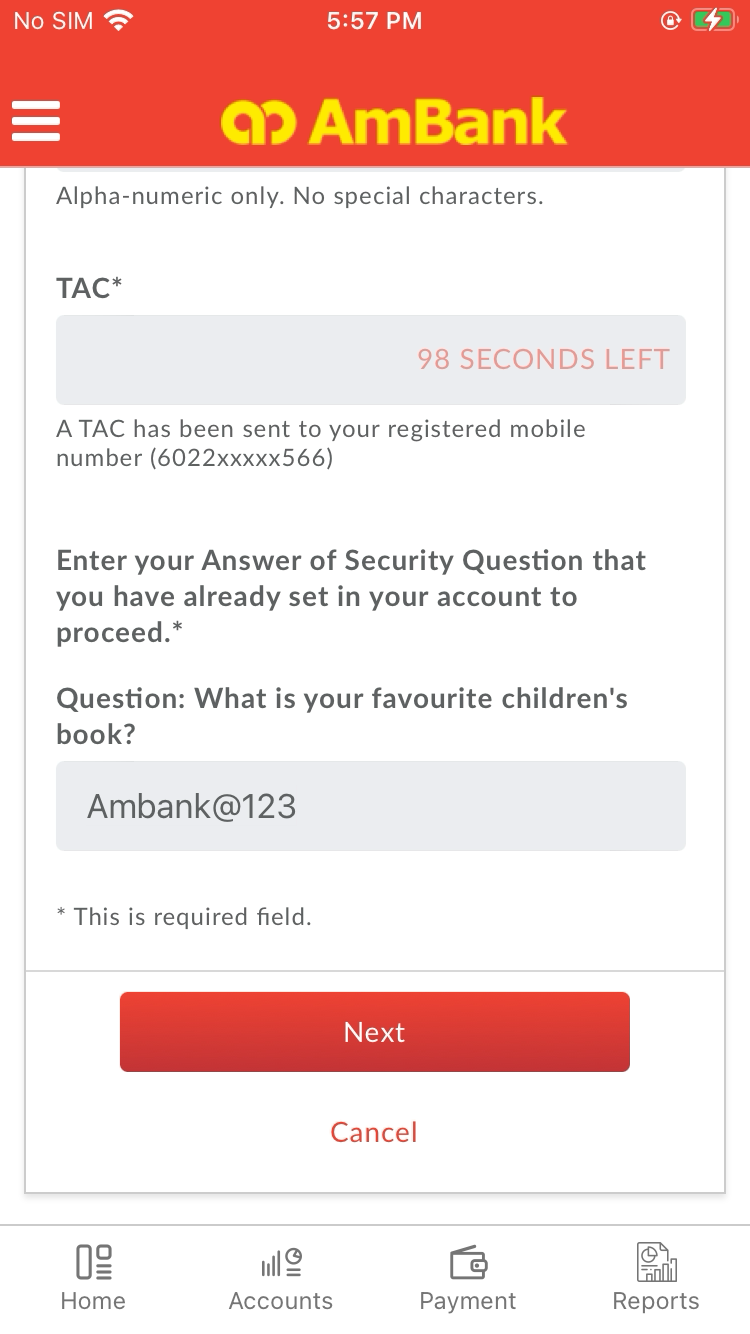 No SIM 5:57 PM
AmBank
Alpha-numeric only. No special characters.
TAC*
98 SECONDS LEFT
A TAC has been sent to your registered mobile
number (6022xxxxx566)
Enter your Answer of Security Question that
you have already set in your account to
proceed.*
Question: What is your favourite children's
book?
Ambank@123
* This is required field.
Next
Cancel
Home Accounts Payment Reports